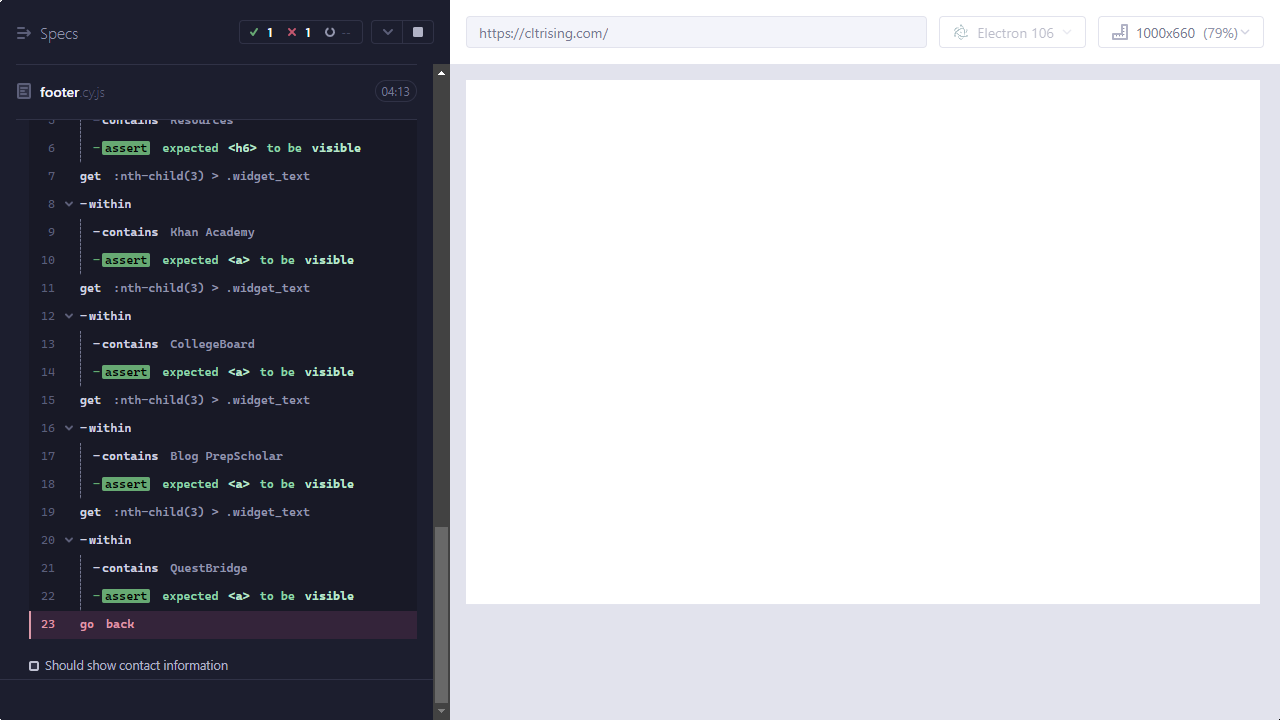 Specs
1 1 --
https://cltrising.com/
Electron 106
1000x660 (79%)
footer.cy.js
04:13
5 -contains Resources
6 -assert expected <h6> to be visible
7 get :nth-child(3) > .widget_text
8 -within
9 -contains Khan Academy
10 -assert expected <a> to be visible
11 get :nth-child(3) > .widget_text
12 -within
13 -contains CollegeBoard
14 -assert expected <a> to be visible
15 get :nth-child(3) > .widget_text
16 -within
17 -contains Blog PrepScholar
18 -assert expected <a> to be visible
19 get :nth-child(3) > .widget_text
20 -within
21 -contains QuestBridge
22 -assert expected <a> to be visible
23 go back
Should show contact information